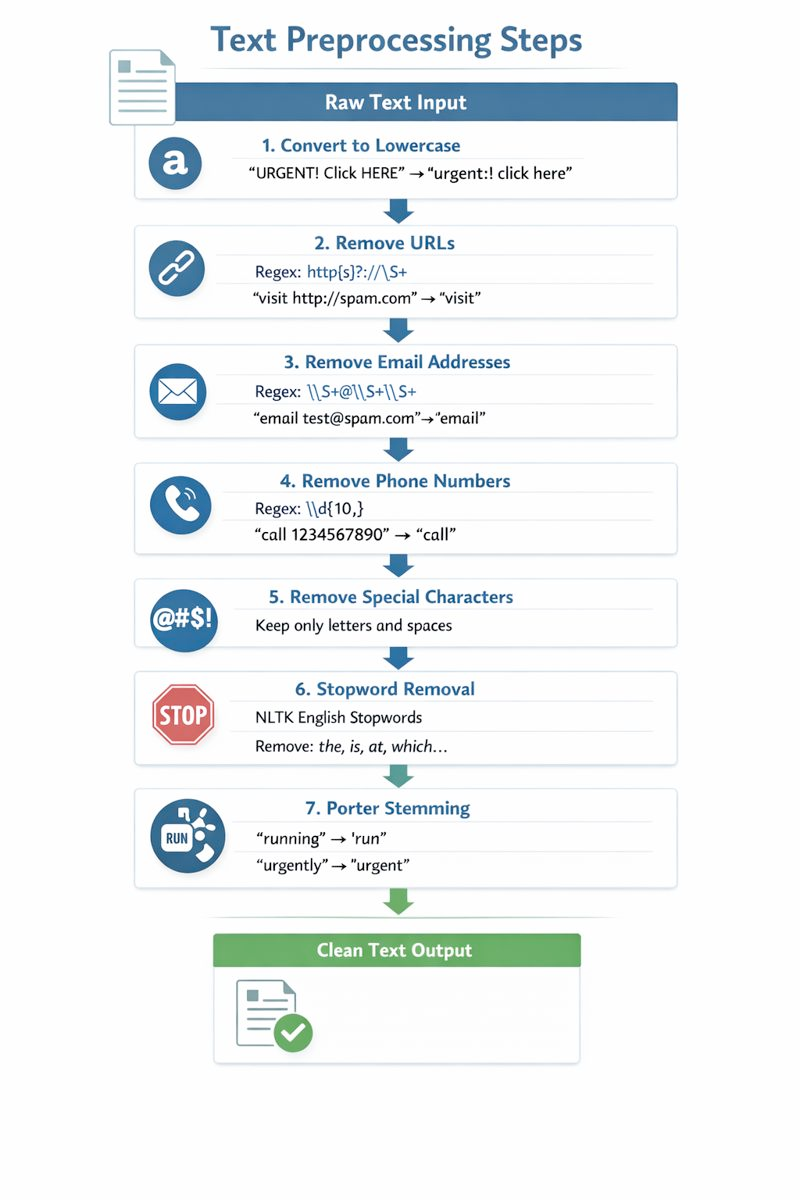 Text Preprocessing Steps
Raw Text Input
a
1. Convert to Lowercase
“URGENT! Click HERE” → “urgent:! click here”
2. Remove URLs
Regex: http{s}?://\S+
“visit http://spam.com” → “visit”
3. Remove Email Addresses
Regex: \\S+@\\S+\\S+
“email test@spam.com”→“email”
4. Remove Phone Numbers
Regex: \\d{10,}
“call 1234567890” → “call”
@#$!
5. Remove Special Characters
Keep only letters and spaces
STOP
6. Stopword Removal
NLTK English Stopwords
Remove: the, is, at, which...
RUN
7. Porter Stemming
“running” → 'run”
“urgently” → "urgent”
Clean Text Output